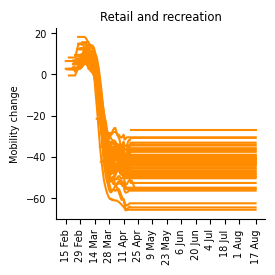 Retail and recreation
Mobility change
20
0
−20
−40
−60
15 Feb
29 Feb
14 Mar
28 Mar
11 Apr
25 Apr
9 May
23 May
6 Jun
20 Jun
4 Jul
18 Jul
1 Aug
17 Aug